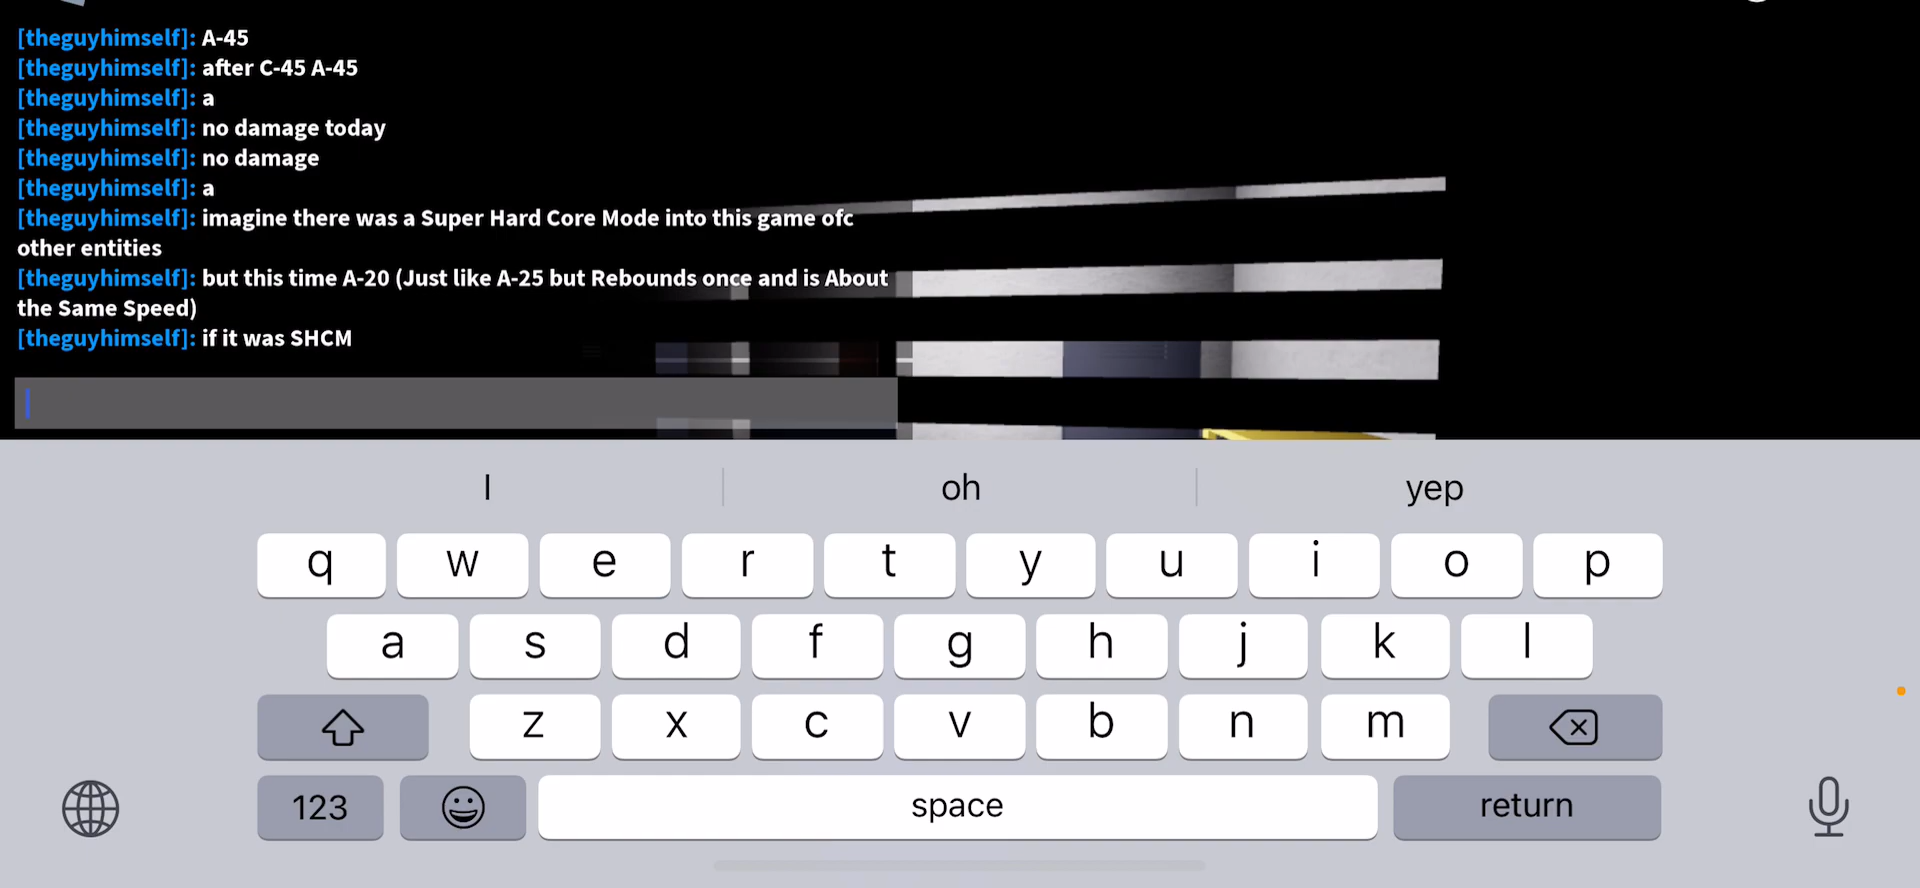 [theguyhimself]: A-45
[theguyhimself]: after C-45 A-45
[theguyhimself]: a
[theguyhimself]: no damage today
[theguyhimself]: no damage
[theguyhimself]: a
[theguyhimself]: imagine there was a Super Hard Core Mode into this game ofc
other entities
[theguyhimself]: but this time A-20 (Just like A-25 but Rebounds once and is About
the Same Speed)
[theguyhimself]: if it was SHCM
I oh yep
q w e r t y u i o p
a s d f g h j k l
z x c v b n m
123 space return